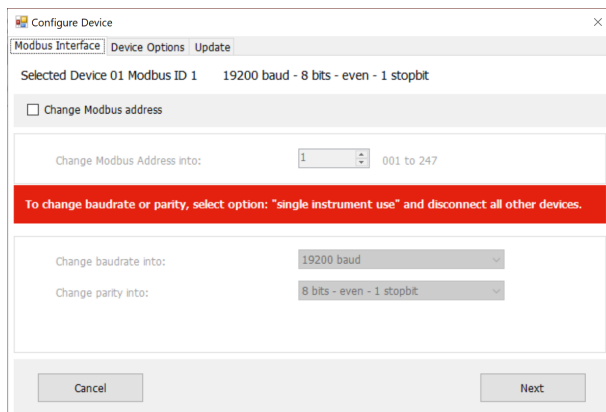 Configure Device
Modbus Interface Device Options Update
Selected Device 01 Modbus ID 1 19200 baud - 8 bits - even - 1 stopbit
Change Modbus address
Change Modbus Address into: 1 001 to 247
To change baudrate or parity, select option: "single instrument use" and disconnect all other devices.
Change baudrate into: 19200 baud
Change parity into: 8 bits - even - 1 stopbit
Cancel Next